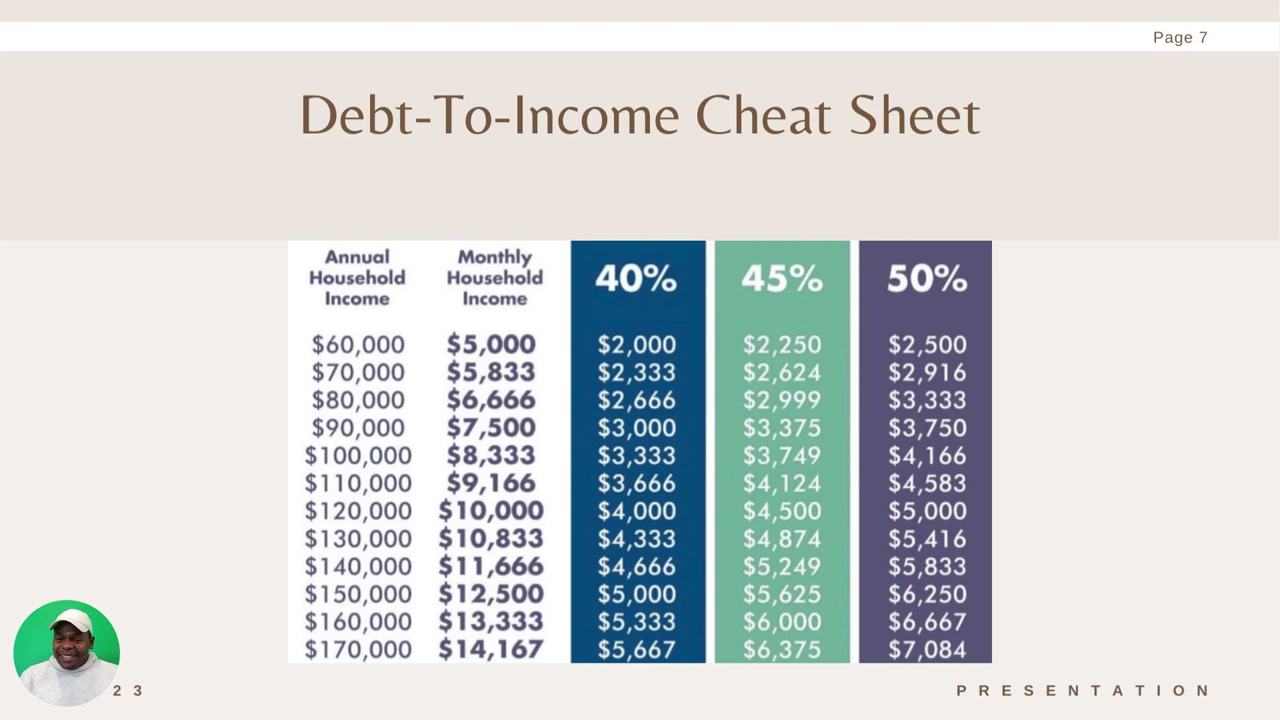 Page 7
Debt-To-Income Cheat Sheet
Annual Household Income Monthly Household Income 40% 45% 50%
$60,000 $5,000 $2,000 $2,250 $2,500
$70,000 $5,833 $2,333 $2,624 $2,916
$80,000 $6,666 $2,666 $2,999 $3,333
$90,000 $7,500 $3,000 $3,375 $3,750
$100,000 $8,333 $3,333 $3,749 $4,166
$110,000 $9,166 $3,666 $4,124 $4,583
$120,000 $10,000 $4,000 $4,500 $5,000
$130,000 $10,833 $4,333 $4,874 $5,416
$140,000 $11,666 $4,666 $5,249 $5,833
$150,000 $12,500 $5,000 $5,625 $6,250
$160,000 $13,333 $5,333 $6,000 $6,667
$170,000 $14,167 $5,667 $6,375 $7,084
23 PRESENTATION